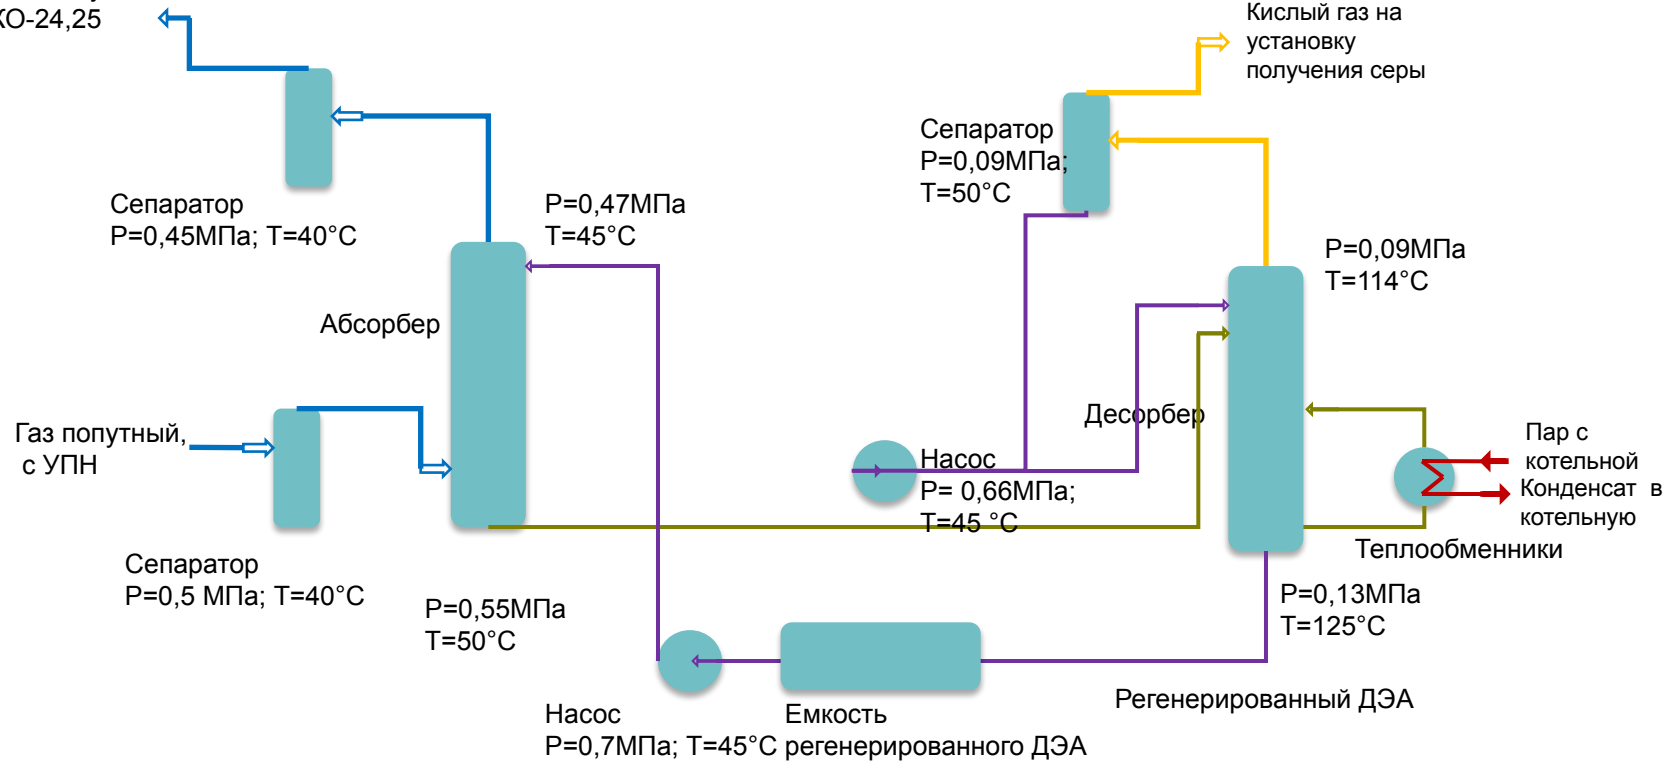 КО-24,25
Кислый газ на
установку
получения серы
Сепаратор
Р=0,09МПа;
Т=50°С
Сепаратор
Р=0,45МПа; Т=40°С
Р=0,47МПа
Т=45°С
Р=0,09МПа
Т=114°С
Абсорбер
Десорбер
Газ попутный,
с УПН
Насос
Р= 0,66МПа;
Т=45 °С
Пар с
котельной
Конденсат в
котельную
Теплообменники
Сепаратор
Р=0,5 МПа; Т=40°С
Р=0,55МПа
Т=50°С
Р=0,13МПа
Т=125°С
Регенерированный ДЭА
Насос
Р=0,7МПа; Т=45°С
Емкость
регенерированного ДЭА